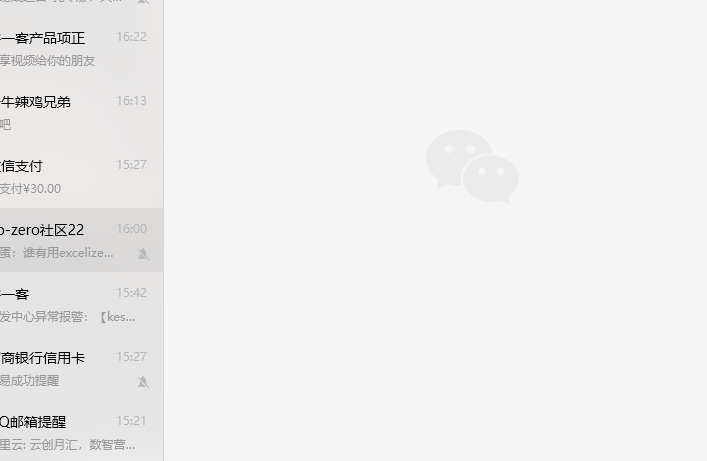 一客产品项正 16:22
享视频给你的朋友
牛辣鸡兄弟 16:13
吧
信支付 15:27
支付¥30.00
o-zero社区22 16:00
蛋：谁有用excelize...
一客 15:42
发中心异常报警：【kes...
商银行信用卡 15:27
易成功提醒
Q邮箱提醒 15:21
里云: 云创月汇，数智营...